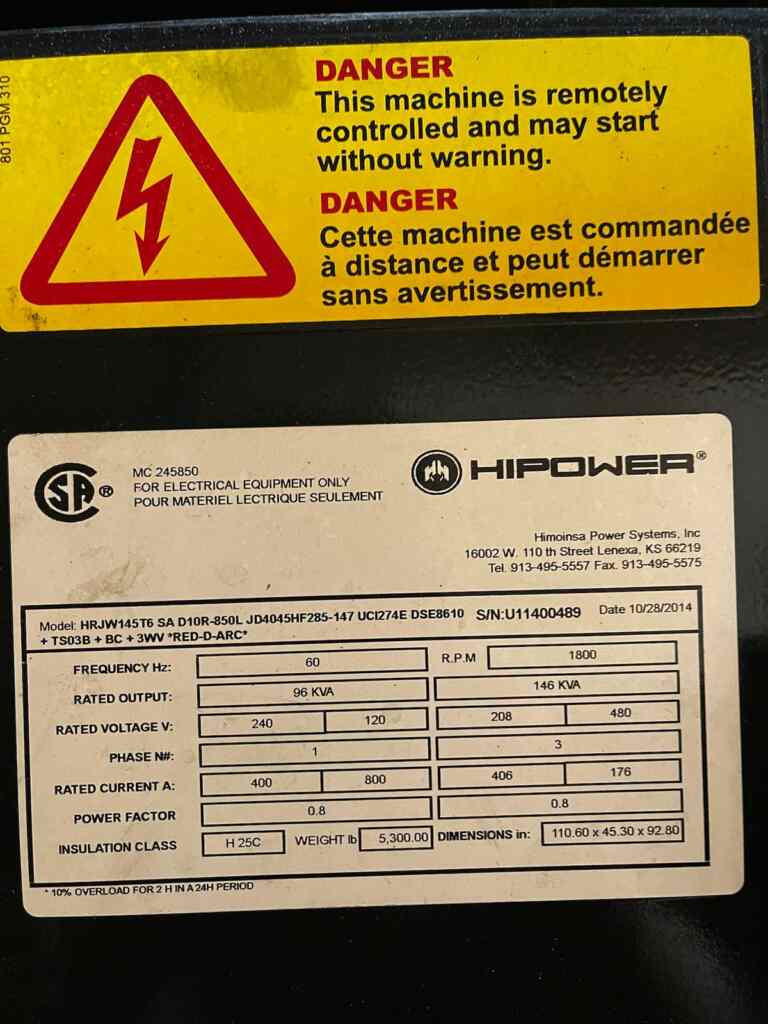 801 PGM 310
DANGER
This machine is remotely
controlled and may start
without warning.
DANGER
Cette machine est commandée
à distance et peut démarrer
sans avertissement.
SA ®
MC 245850
FOR ELECTRICAL EQUIPMENT ONLY
POUR MATERIEL LECTRIQUE SEULEMENT
HIPOWER®
Himoinsa Power Systems, Inc
16002 W. 110 th Street Lenexa, KS 66219
Tel. 913-495-5557 Fax. 913-495-5575
Model: HRJW145T6 SA D10R-850L JD4045HF285-147 UCI274E DSE8610 S/N:U11400489 Date 10/28/2014
+ TS03B + BC + 3WV *RED-D-ARC*
FREQUENCY Hz: 60 R.P.M 1800
RATED OUTPUT: 96 KVA 146 KVA
RATED VOLTAGE V: 240 120 208 480
PHASE N#: 1 3
RATED CURRENT A: 400 800 406 176
POWER FACTOR 0.8 0.8
INSULATION CLASS H 25C WEIGHT lb 5,300.00 DIMENSIONS in: 110.60 x 45.30 x 92.80
* 10% OVERLOAD FOR 2 H IN A 24H PERIOD